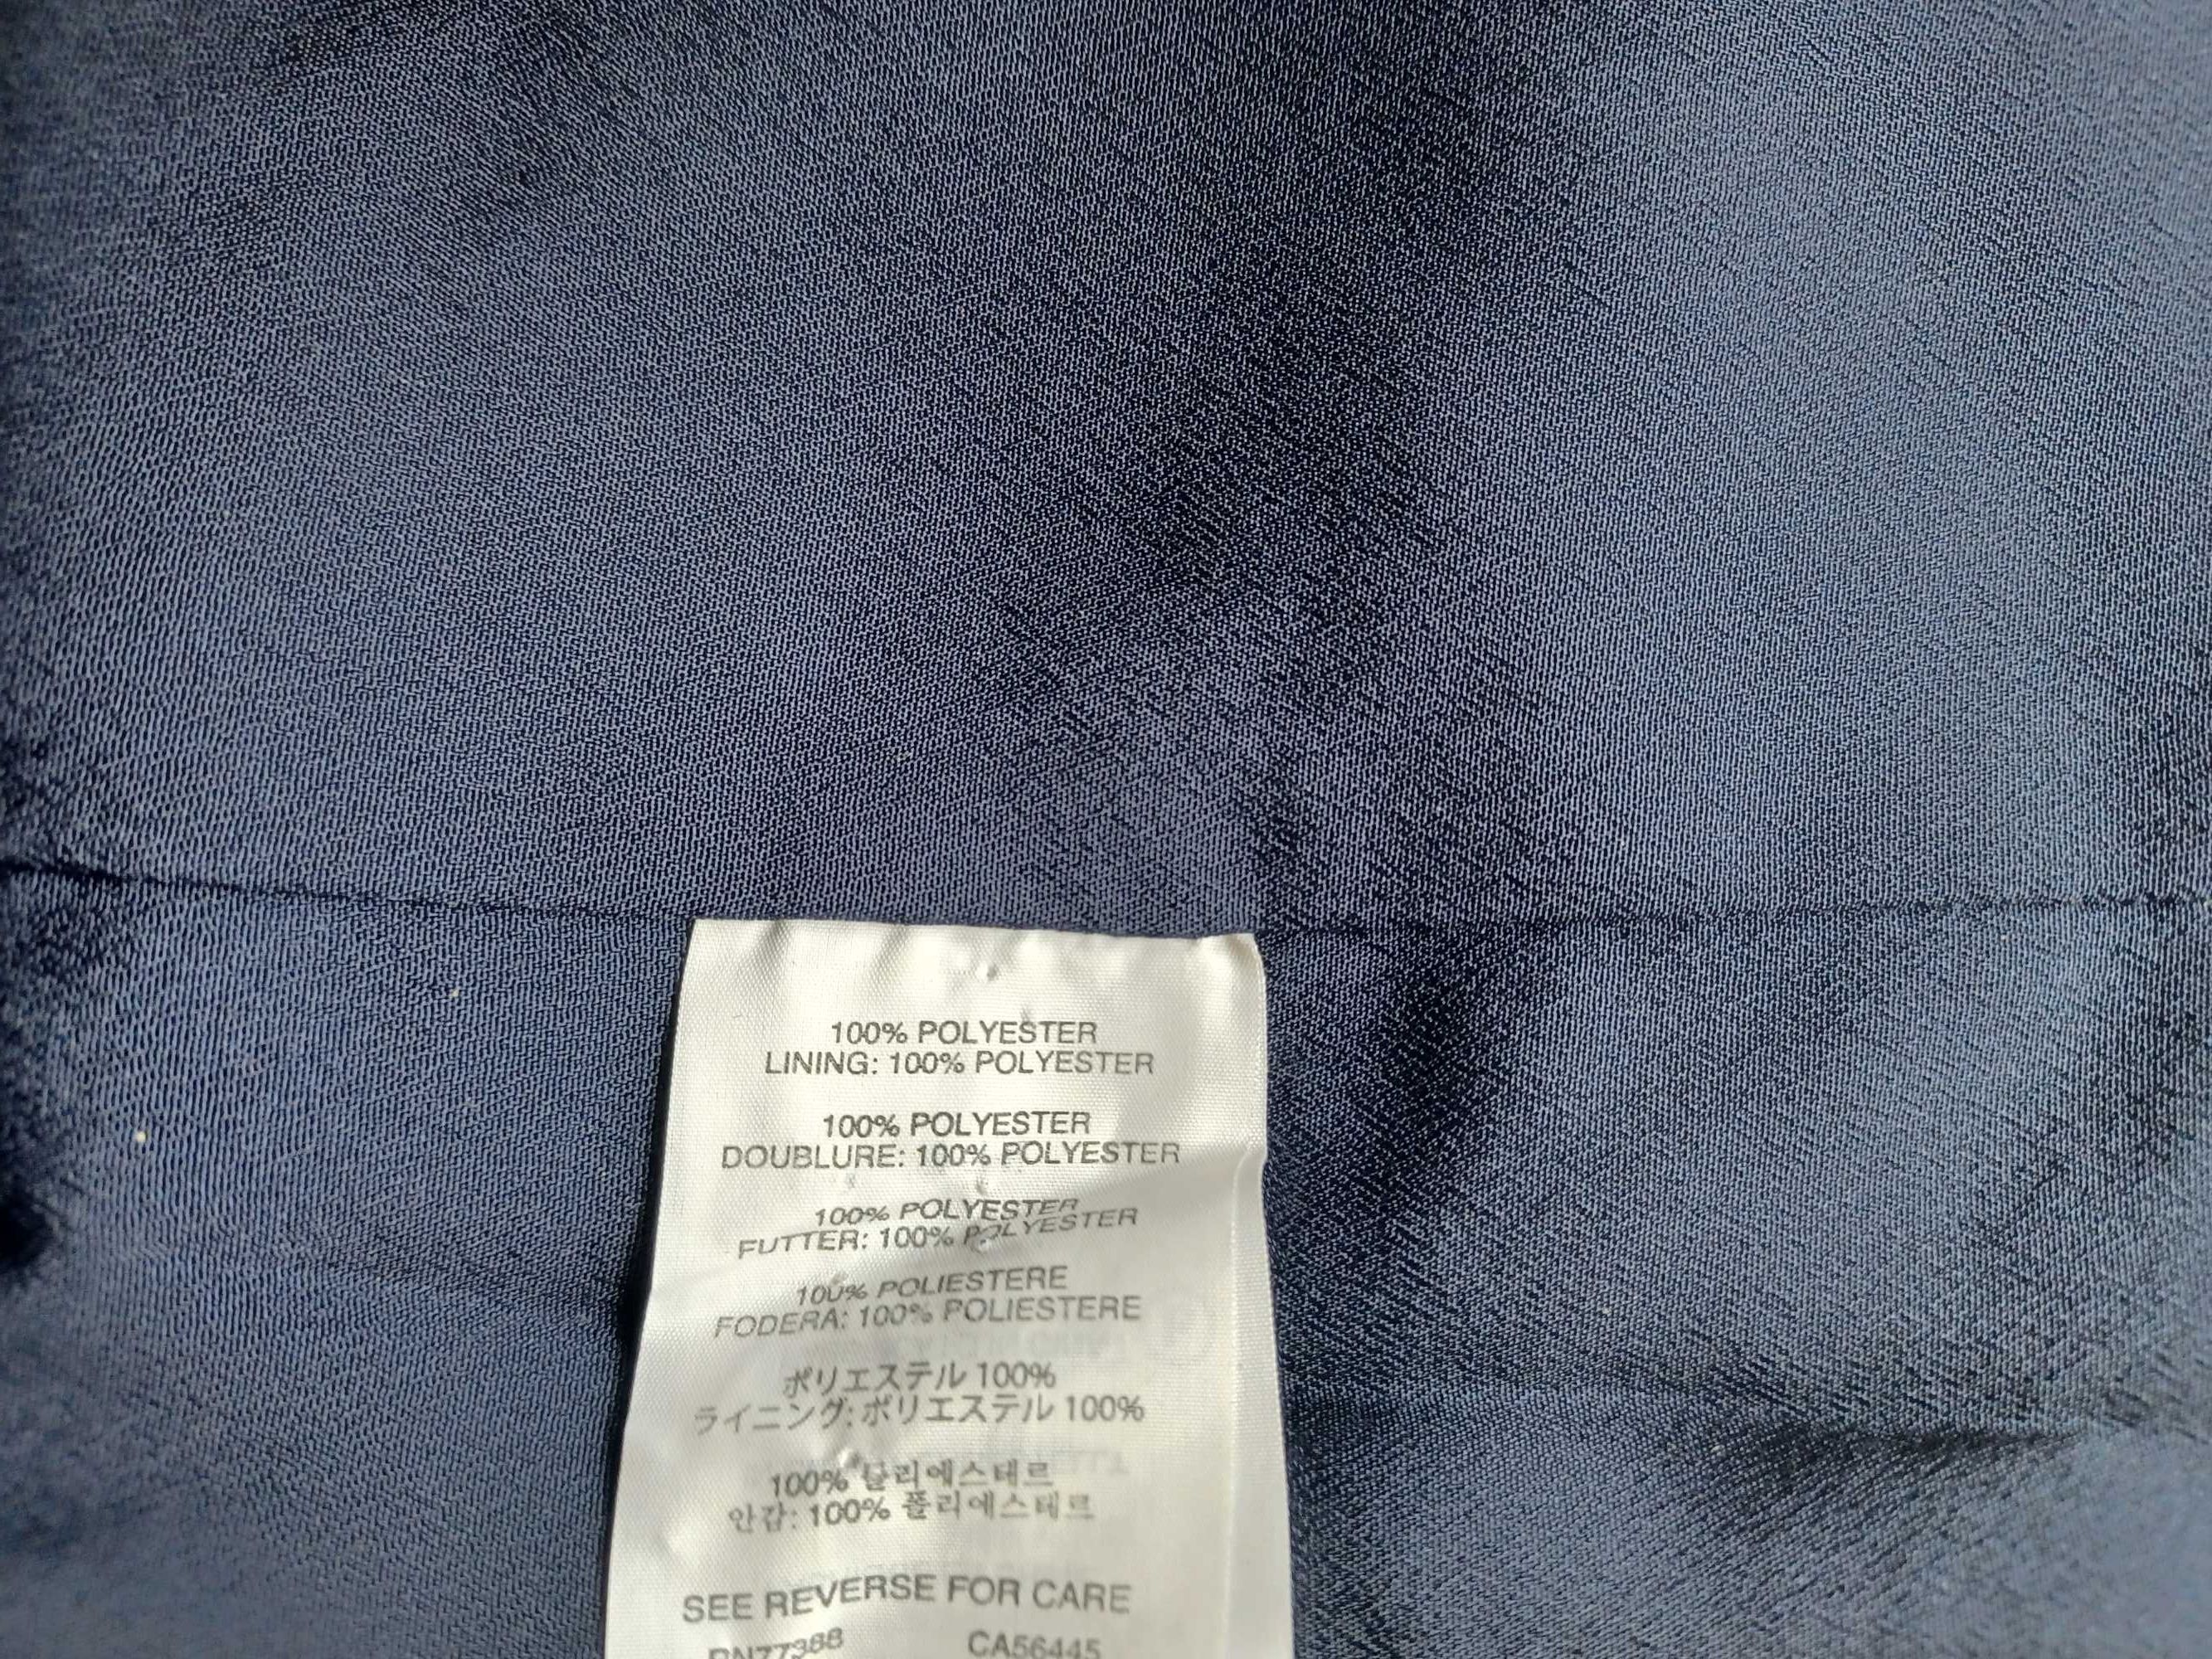 100% POLYESTER
LINING: 100% POLYESTER
100% POLYESTER
DOUBLURE: 100% POLYESTER
100% POLYESTER
FUTTER: 100% POLYESTER
100% POLIESTERE
FODERA: 100% POLIESTERE
ポリエステル 100%
ライニング: ポリエステル 100%
100% 폴리에스테르
안감: 100% 폴리에스테르
SEE REVERSE FOR CARE
RN77388 CA56445